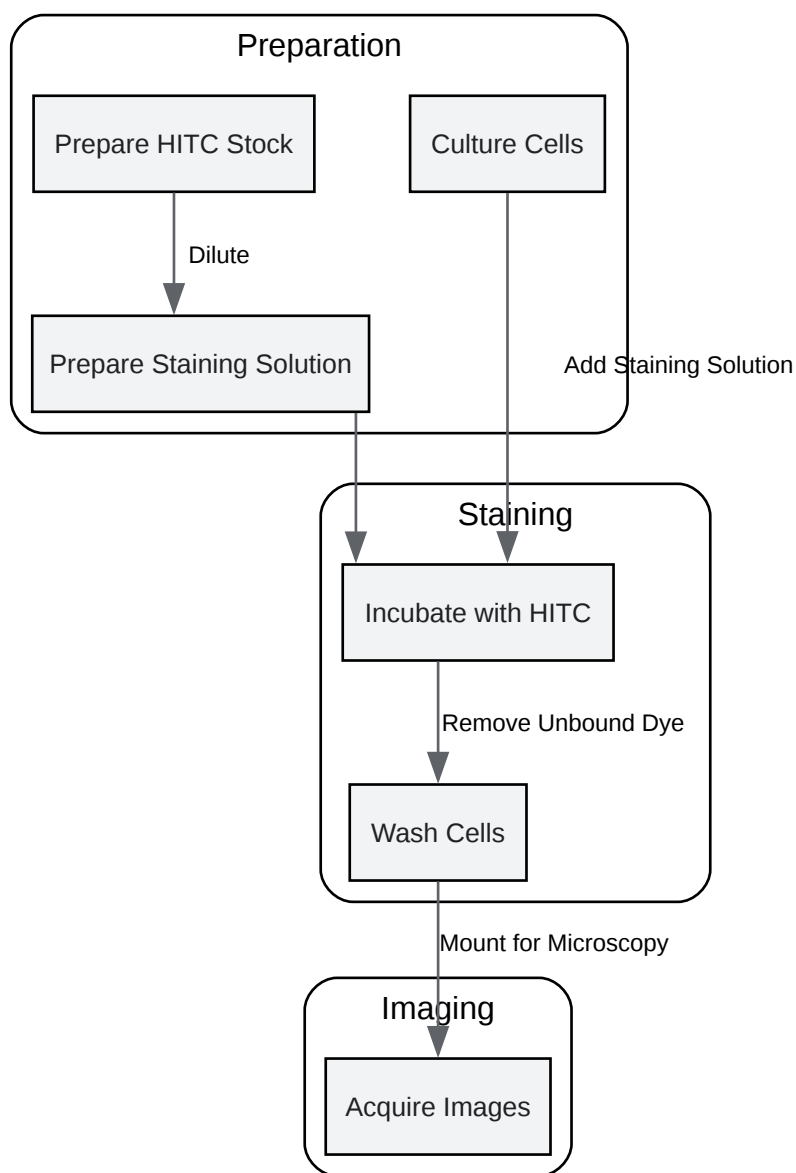 Preparation
Prepare HITC Stock
Culture Cells
Dilute
Prepare Staining Solution
Add Staining Solution
Staining
Incubate with HITC
Remove Unbound Dye
Wash Cells
Mount for Microscopy
Imaging
Acquire Images